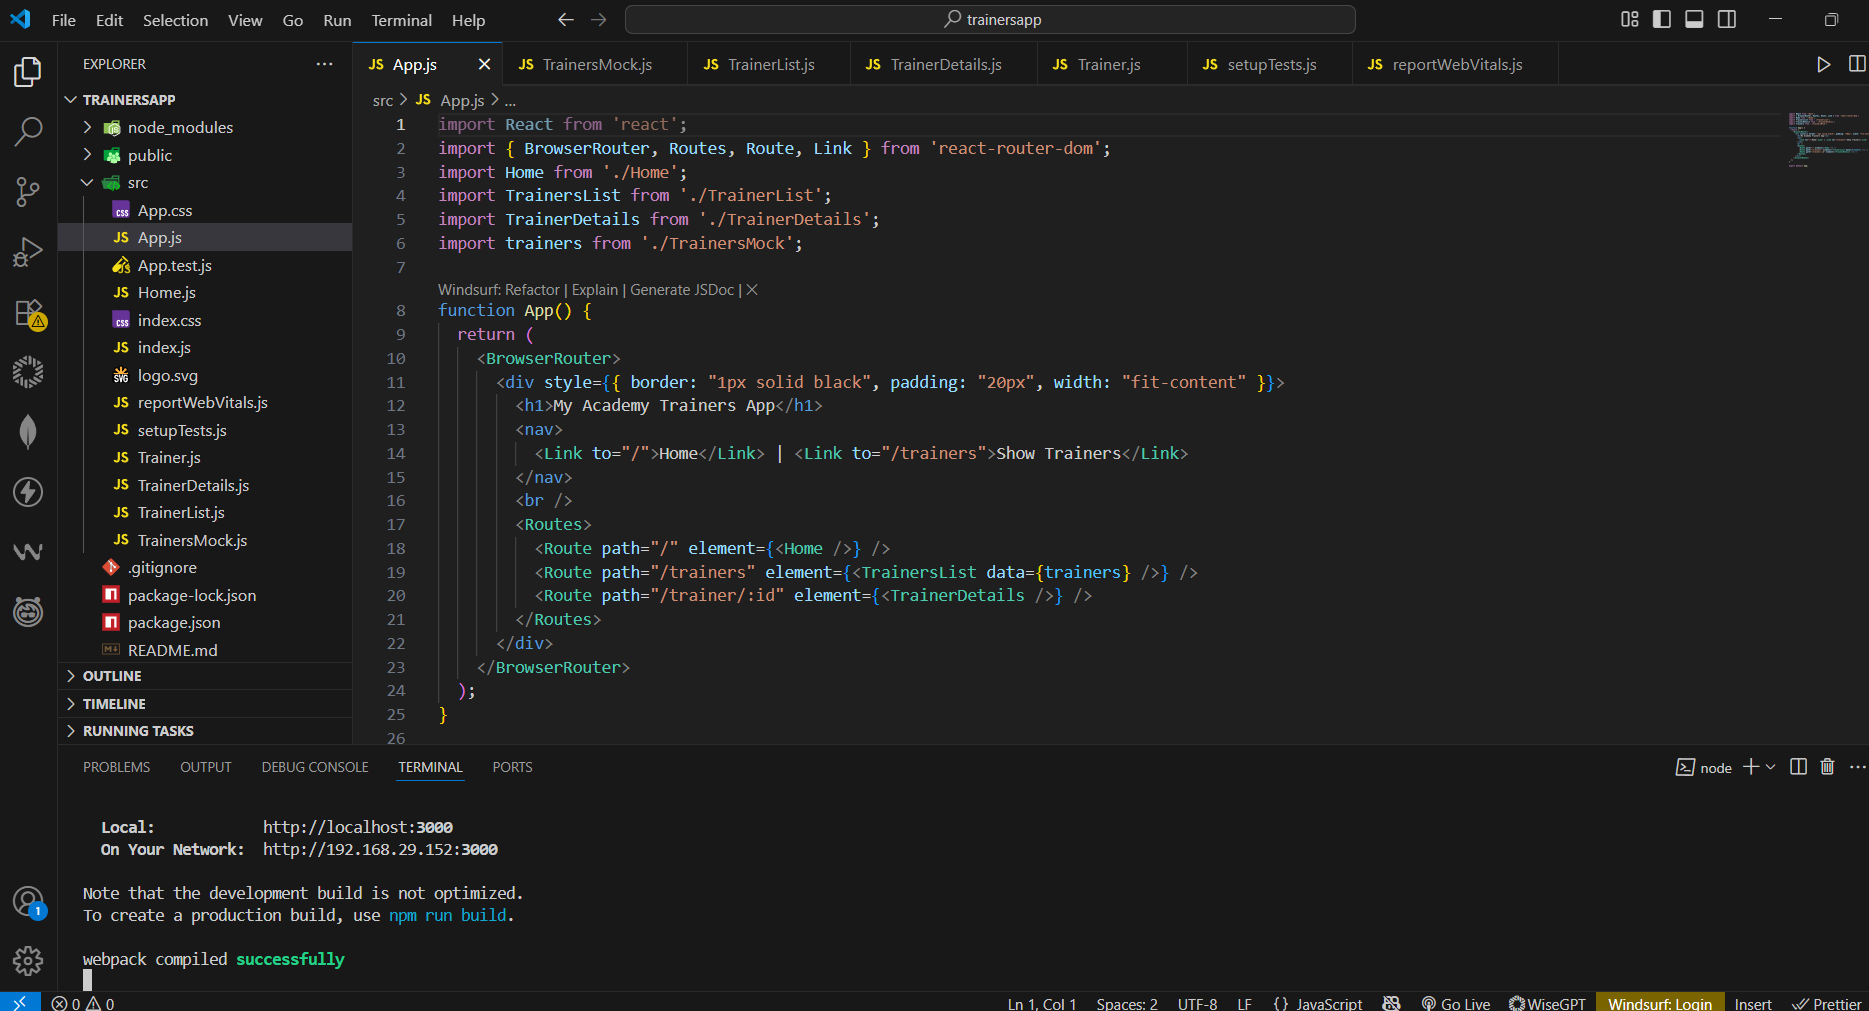 File Edit Selection View Go Run Terminal Help
trainersapp
EXPLORER
TRAINERSAPP
node_modules
public
src
App.css
App.js
App.test.js
Home.js
index.css
index.js
logo.svg
reportWebVitals.js
setupTests.js
Trainer.js
TrainerDetails.js
TrainerList.js
TrainersMock.js
.gitignore
package-lock.json
package.json
README.md
OUTLINE
TIMELINE
RUNNING TASKS
JS App.js JS TrainersMock.js JS TrainerList.js JS TrainerDetails.js JS Trainer.js JS setupTests.js JS reportWebVitals.js
src > JS App.js > ...
1 import React from 'react';
2 import { BrowserRouter, Routes, Route, Link } from 'react-router-dom';
3 import Home from './Home';
4 import TrainersList from './TrainerList';
5 import TrainerDetails from './TrainerDetails';
6 import trainers from './TrainersMock';
7
Windsurf: Refactor | Explain | Generate JSDoc | X
8 function App() {
9 return (
10 <BrowserRouter>
11 <div style={{ border: "1px solid black", padding: "20px", width: "fit-content" }}>
12 <h1>My Academy Trainers App</h1>
13 <nav>
14 <Link to="/">Home</Link> | <Link to="/trainers">Show Trainers</Link>
15 </nav>
16 <br />
17 <Routes>
18 <Route path="/" element={<Home />} />
19 <Route path="/trainers" element={<TrainersList data={trainers} />} />
20 <Route path="/trainer/:id" element={<TrainerDetails />} />
21 </Routes>
22 </div>
23 </BrowserRouter>
24 );
25 }
26
PROBLEMS OUTPUT DEBUG CONSOLE TERMINAL PORTS
node
Local: http://localhost:3000
On Your Network: http://192.168.29.152:3000
Note that the development build is not optimized.
To create a production build, use npm run build.
webpack compiled successfully
1
0 0
Ln 1, Col 1 Spaces: 2 UTF-8 LF {} JavaScript Go Live WiseGPT Windsurf: Login Insert Prettier